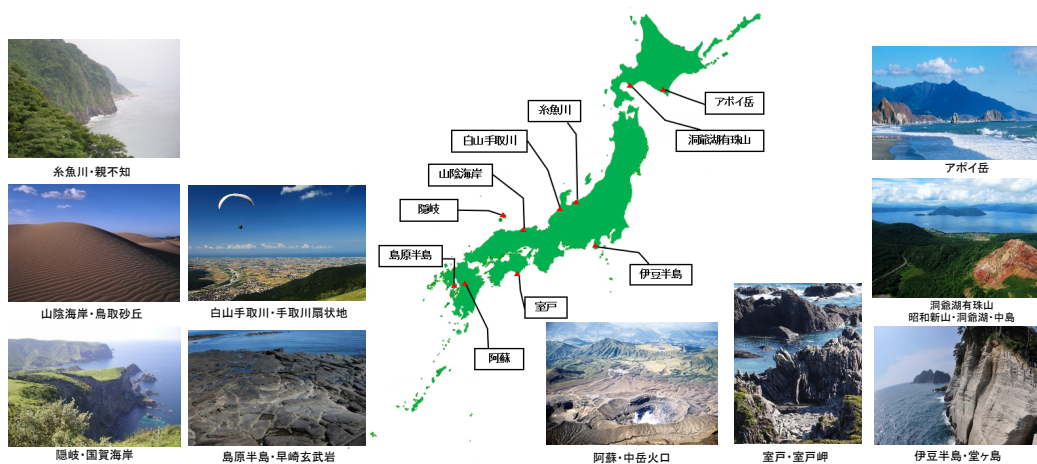 糸魚川・親不知
山陰海岸・鳥取砂丘
白山手取川・手取川扇状地
隠岐・国賀海岸
島原半島・早崎玄武岩
糸魚川
白山手取川
山陰海岸
隠岐
島原半島
アポイ岳
洞爺湖有珠山
伊豆半島
室戸
阿蘇
阿蘇・中岳火口
室戸・室戸岬
アポイ岳
洞爺湖有珠山
昭和新山・洞爺湖・中島
伊豆半島・堂ヶ島